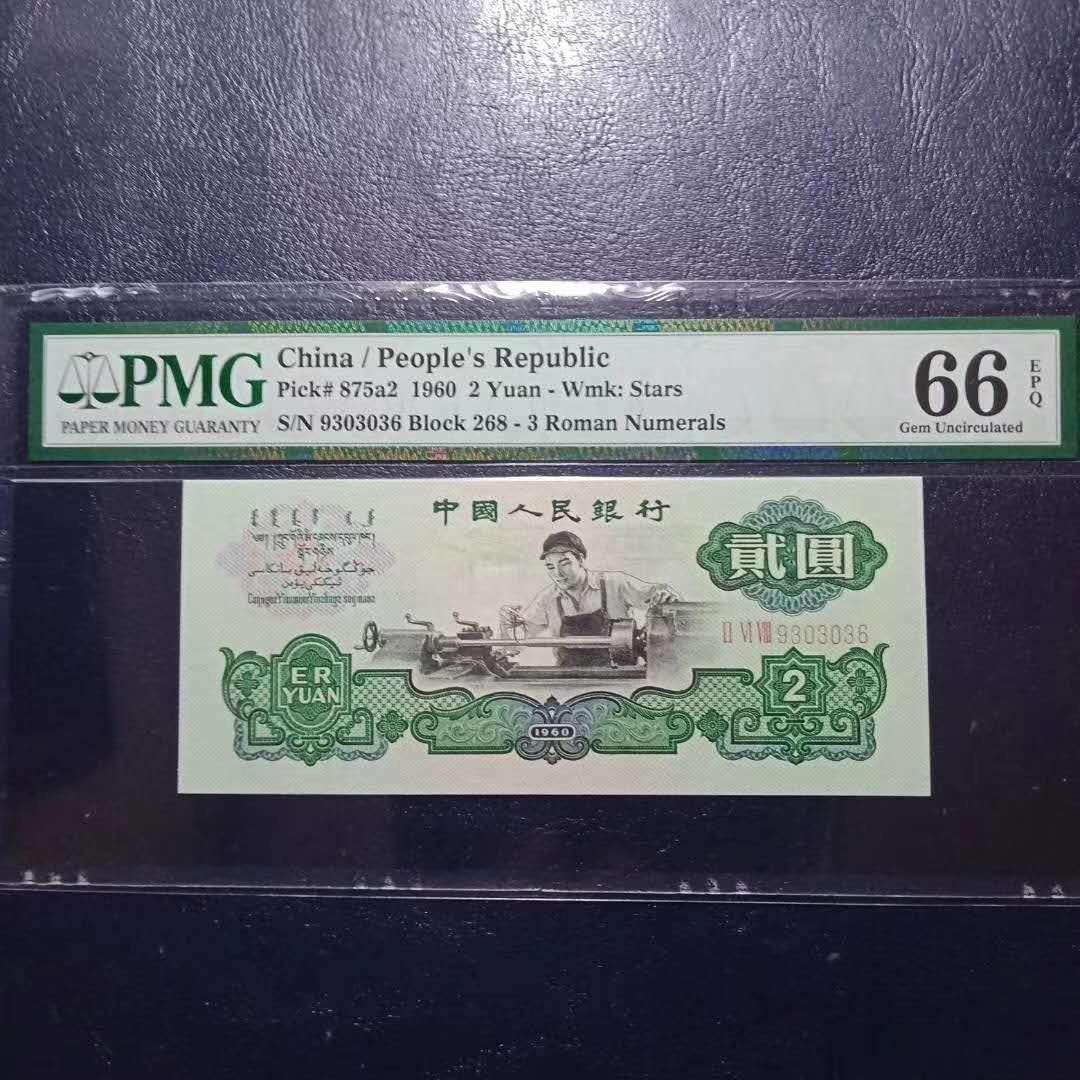 PMG
PAPER MONEY GUARANTY
China / People's Republic
Pick# 875a2 1960 2 Yuan - Wmk: Stars
S/N 9303036 Block 268 - 3 Roman Numerals
66 EPQ
Gem Uncirculated
中國人民銀行
貳圓
II VI VIII 9303036
ER
YUAN
1960
2